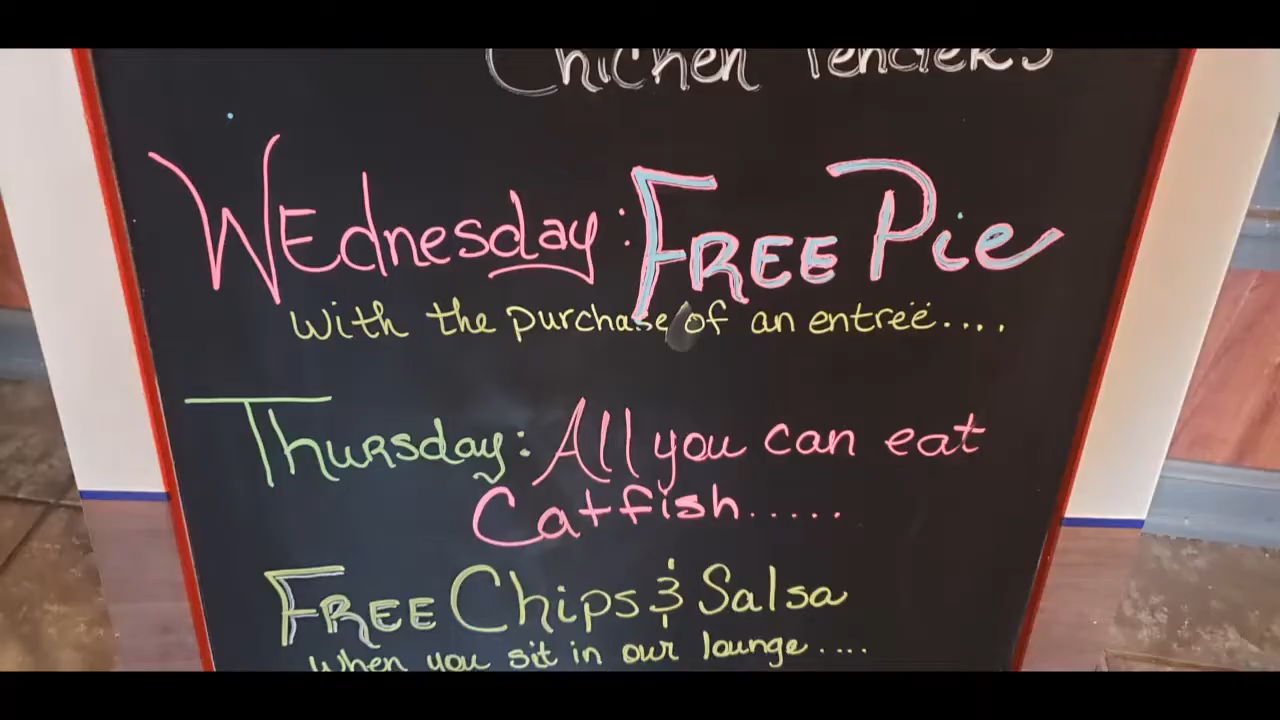 Chicken Tenders
WEdnesday: FREE Pie
with the purchase of an entreë....
Thursday: All you can eat
Catfish.....
FREE Chips & Salsa
when you sit in our lounge....